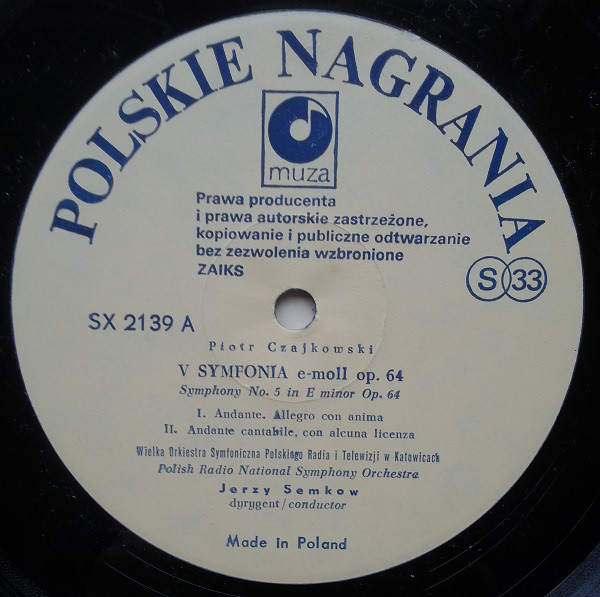 POLSKIE NAGRANIA
muza
Prawa producenta
i prawa autorskie zastrzeżone,
kopiowanie i publiczne odtwarzanie
bez zezwolenia wzbronione
ZAIKS
S 33
SX 2139 A
Piotr Czajkowski
V SYMFONIA e-moll op. 64
Symphony No. 5 in E minor Op. 64
I. Andante. Allegro con anima
II. Andante cantabile, con alcuna licenza
Wielka Orkiestra Symfoniczna Polskiego Radia i Telewizji w Katowicach
Polish Radio National Symphony Orchestra
Jerzy Semkow
dyrygent/conductor
Made in Poland